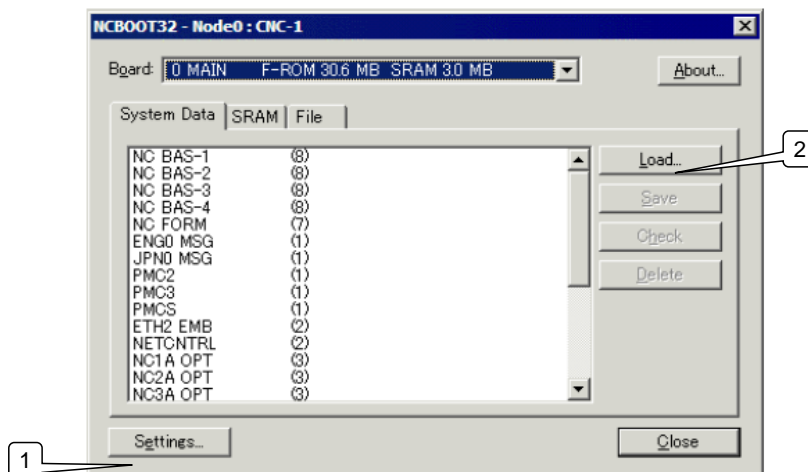 NCBOOT32 - Node0 : CNC-1
Board: 0 MAIN F-ROM 30.6 MB SRAM 3.0 MB
About...
System Data SRAM File
NC BAS-1 (8)
NC BAS-2 (8)
NC BAS-3 (8)
NC BAS-4 (8)
NC FORM (7)
ENG0 MSG (1)
JPN0 MSG (1)
PMC2 (1)
PMC3 (1)
PMCS (1)
ETH2 EMB (2)
NETCNTRL (2)
NC1A OPT (3)
NC2A OPT (3)
NC3A OPT (3)
Load...
2
Save
Check
Delete
Settings...
Close
1